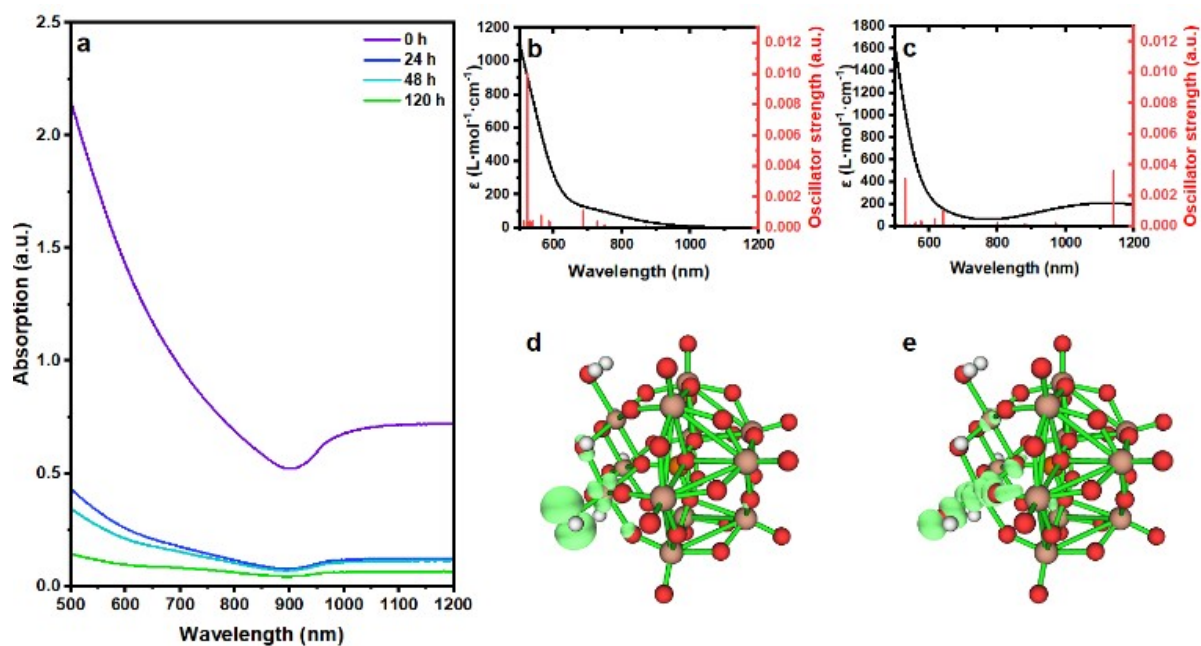 a
0 h
24 h
48 h
120 h
2.5
2.0
1.5
1.0
0.5
0.0
Absorption (a.u.)
500 600 700 800 900 1000 1100 1200
Wavelength (nm)
b
1200
1000
800
600
400
200
0
ε (L·mol⁻¹·cm⁻¹)
0.012
0.010
0.008
0.006
0.004
0.002
0.000
Oscillator strength (a.u.)
600 800 1000 1200
Wavelength (nm)
c
1800
1600
1400
1200
1000
800
600
400
200
0
ε (L·mol⁻¹·cm⁻¹)
0.012
0.010
0.008
0.006
0.004
0.002
0.000
Oscillator strength (a.u.)
600 800 1000 1200
Wavelength (nm)
d
e